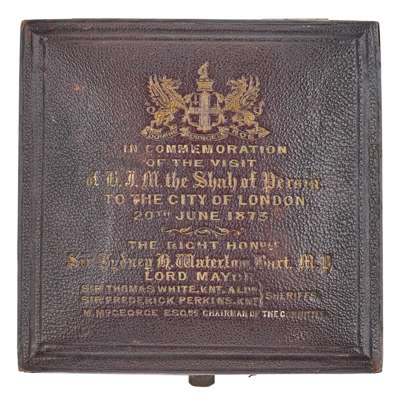 DOMINE DIRIGE NOS
IN COMMEMORATION
OF THE VISIT
of H.I.M. the Shah of Persia
TO THE CITY OF LONDON
20TH JUNE 1873
THE RIGHT HONBLE
Sir Sydney H. Waterlow Bart. M.P.
LORD MAYOR
SIR THOMAS WHITE, KNT. ALDN.
SIR FREDERICK PERKINS, KNT. SHERIFFS
M. McGEORGE ESQRE. CHAIRMAN OF THE COMMITTEE